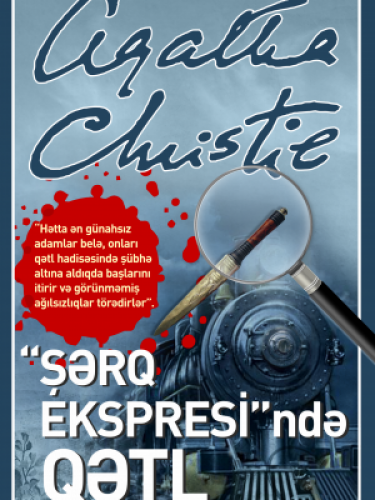 Agatha
Christie
"Hətta ən günahsız
adamlar belə, onları
qətl hadisəsində şübhə
altına aldıqda başlarını
itirir və görünməmiş
ağılsızlıqlar törədirlər".
"ŞƏRQ
EKSPRESİ"ndə
QƏTL